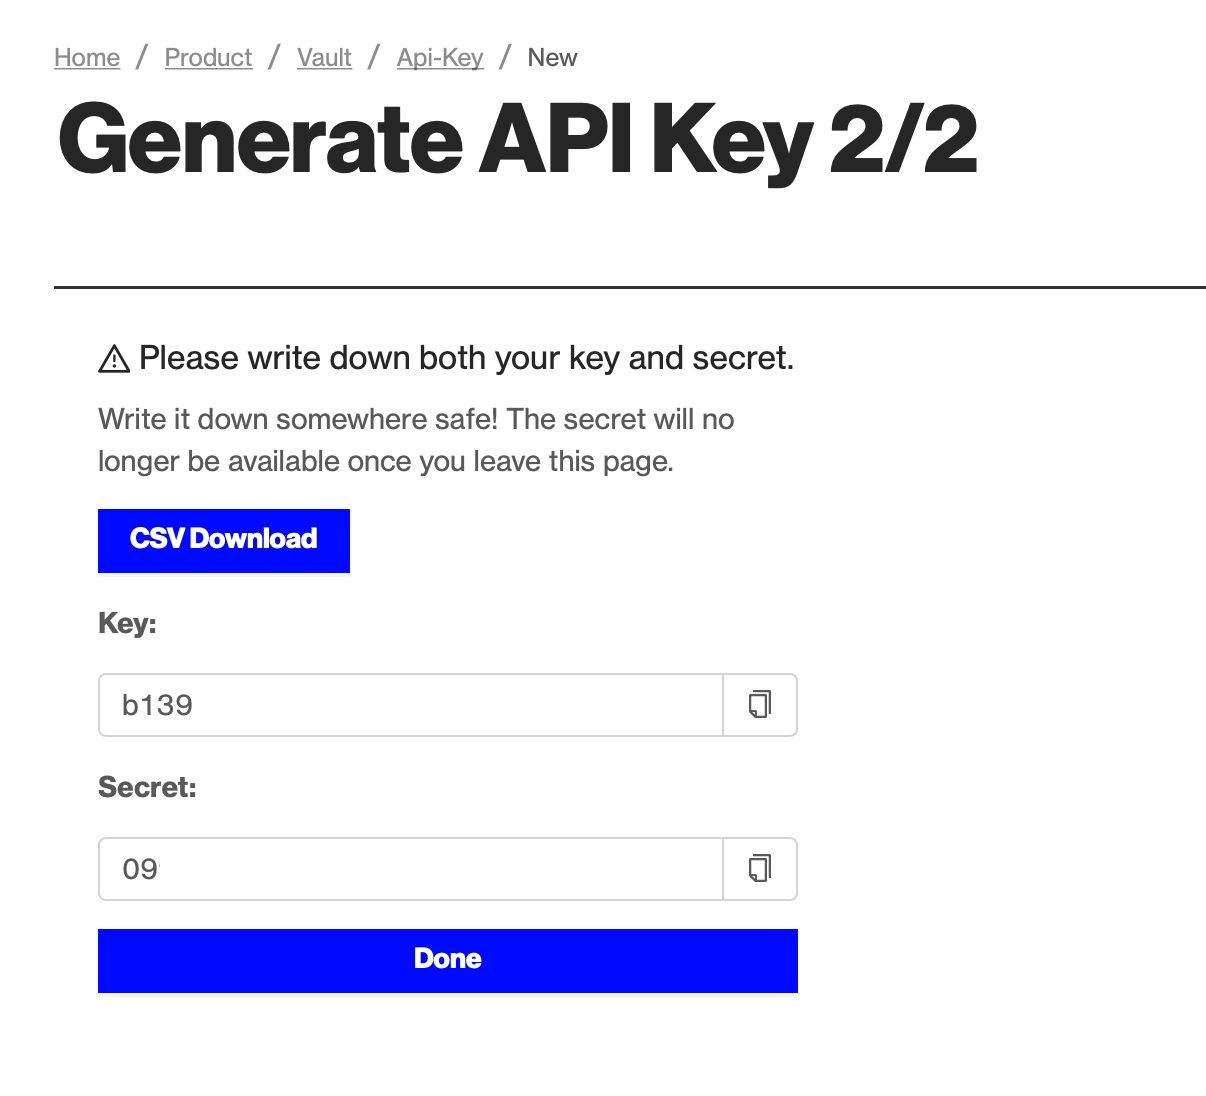 Home / Product / Vault / Api-Key / New
Generate API Key 2/2
Please write down both your key and secret.
Write it down somewhere safe! The secret will no
longer be available once you leave this page.
CSV Download
Key:
b139
Secret:
09
Done